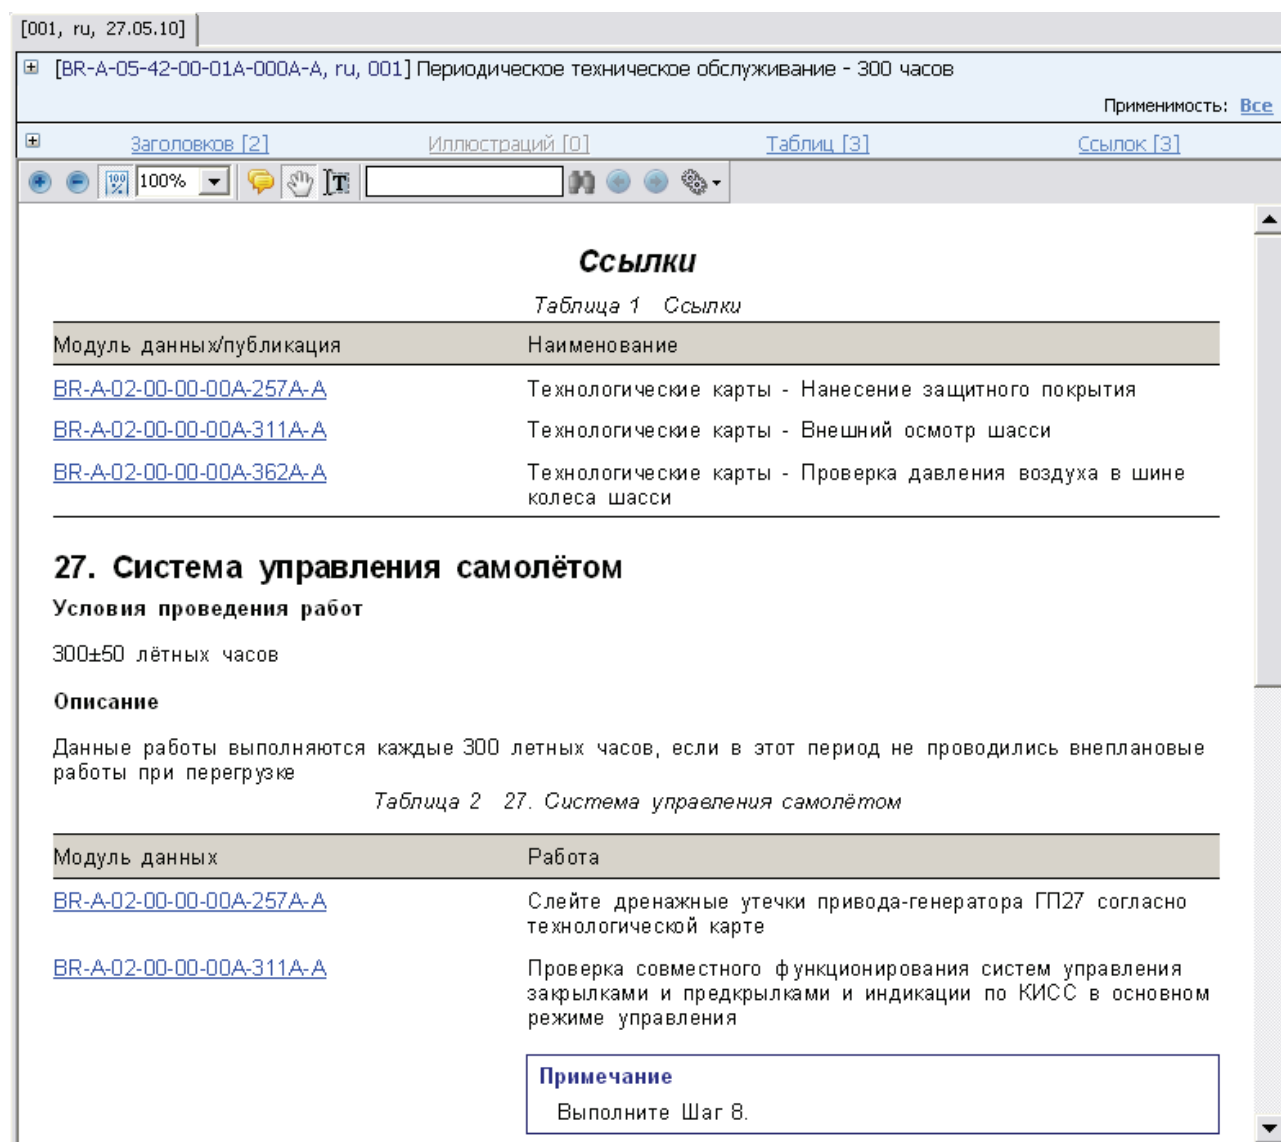 [001, ru, 27.05.10]
[BR-A-05-42-00-01A-000A-A, ru, 001] Периодическое техническое обслуживание - 300 часов
Применимость: Все
Заголовков [2] Иллюстраций [0] Таблиц [3] Ссылок [3]
100%
Ссылки
Таблица 1 Ссылки
Модуль данных/публикация Наименование
BR-A-02-00-00-00A-257A-A Технологические карты - Нанесение защитного покрытия
BR-A-02-00-00-00A-311A-A Технологические карты - Внешний осмотр шасси
BR-A-02-00-00-00A-362A-A Технологические карты - Проверка давления воздуха в шине
колеса шасси
27. Система управления самолётом
Условия проведения работ
300±50 лётных часов
Описание
Данные работы выполняются каждые 300 летных часов, если в этот период не проводились внеплановые
работы при перегрузке
Таблица 2 27. Система управления самолётом
Модуль данных Работа
BR-A-02-00-00-00A-257A-A Слейте дренажные утечки привода-генератора ГП27 согласно
технологической карте
BR-A-02-00-00-00A-311A-A Проверка совместного функционирования систем управления
закрылками и предкрылками и индикации по КИСС в основном
режиме управления
Примечание
Выполните Шаг 8.